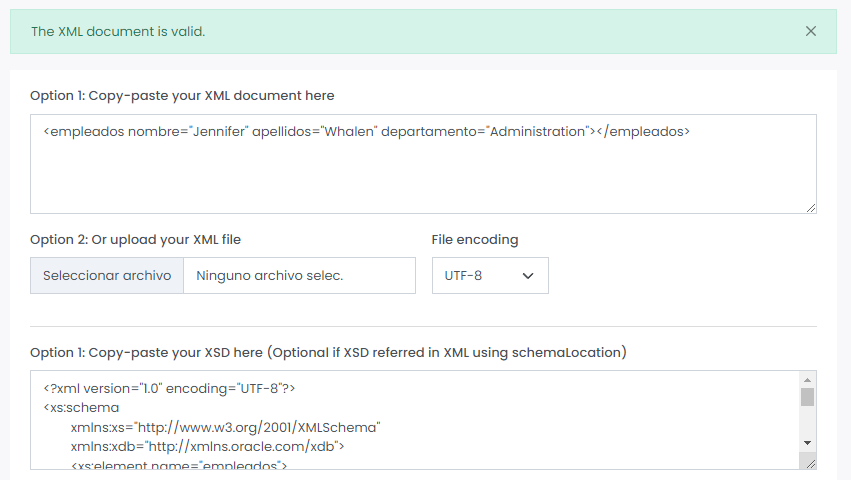 The XML document is valid.
Option 1: Copy-paste your XML document here
<empleados nombre="Jennifer" apellidos="Whalen" departamento="Administration"></empleados>
Option 2: Or upload your XML file
File encoding
Seleccionar archivo
Ninguno archivo selec.
UTF-8
Option 1: Copy-paste your XSD here (Optional if XSD referred in XML using schemaLocation)
<?xml version="1.0" encoding="UTF-8"?>
<xs:schema
xmlns:xs="http://www.w3.org/2001/XMLSchema"
xmlns:xdb="http://xmlns.oracle.com/xdb">
<xs:element name="empleados">